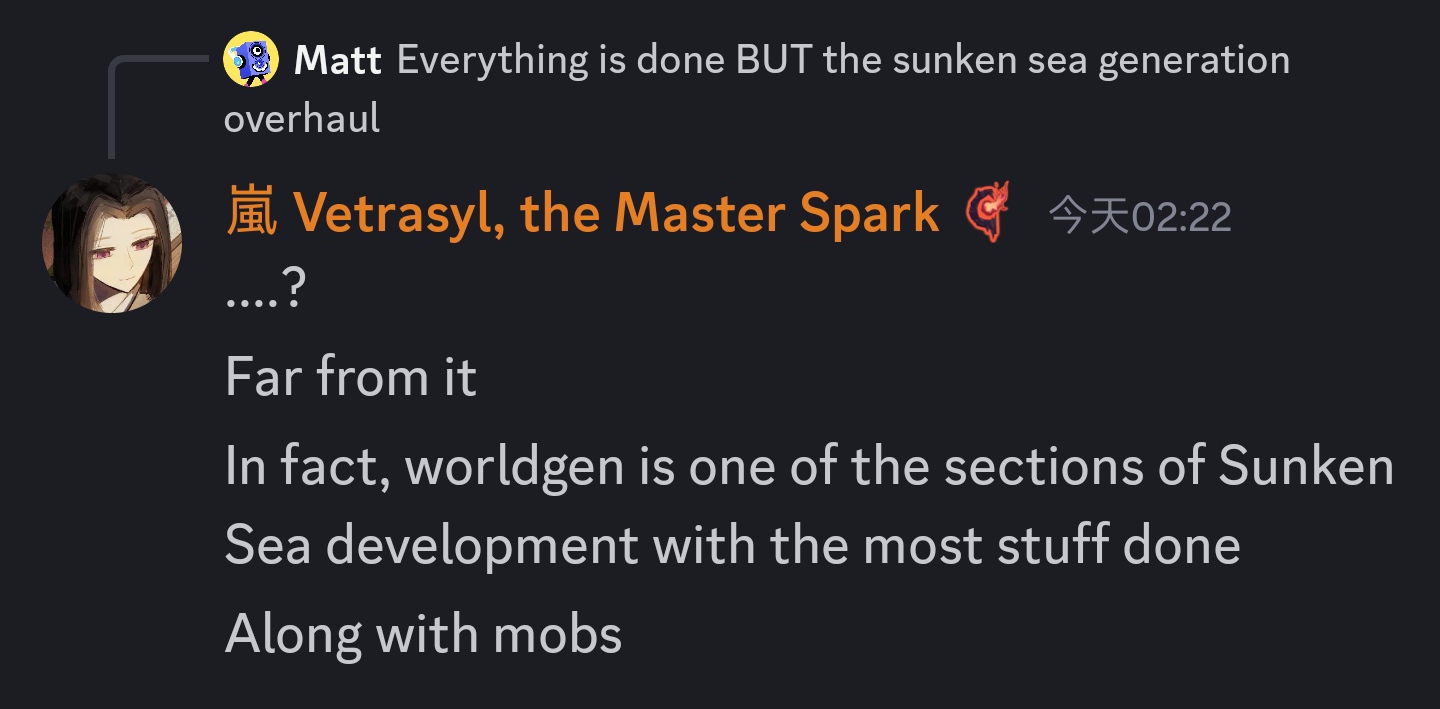 Matt Everything is done BUT the sunken sea generation
overhaul
嵐 Vetrasyl, the Master Spark 今天02:22
....?
Far from it
In fact, worldgen is one of the sections of Sunken
Sea development with the most stuff done
Along with mobs